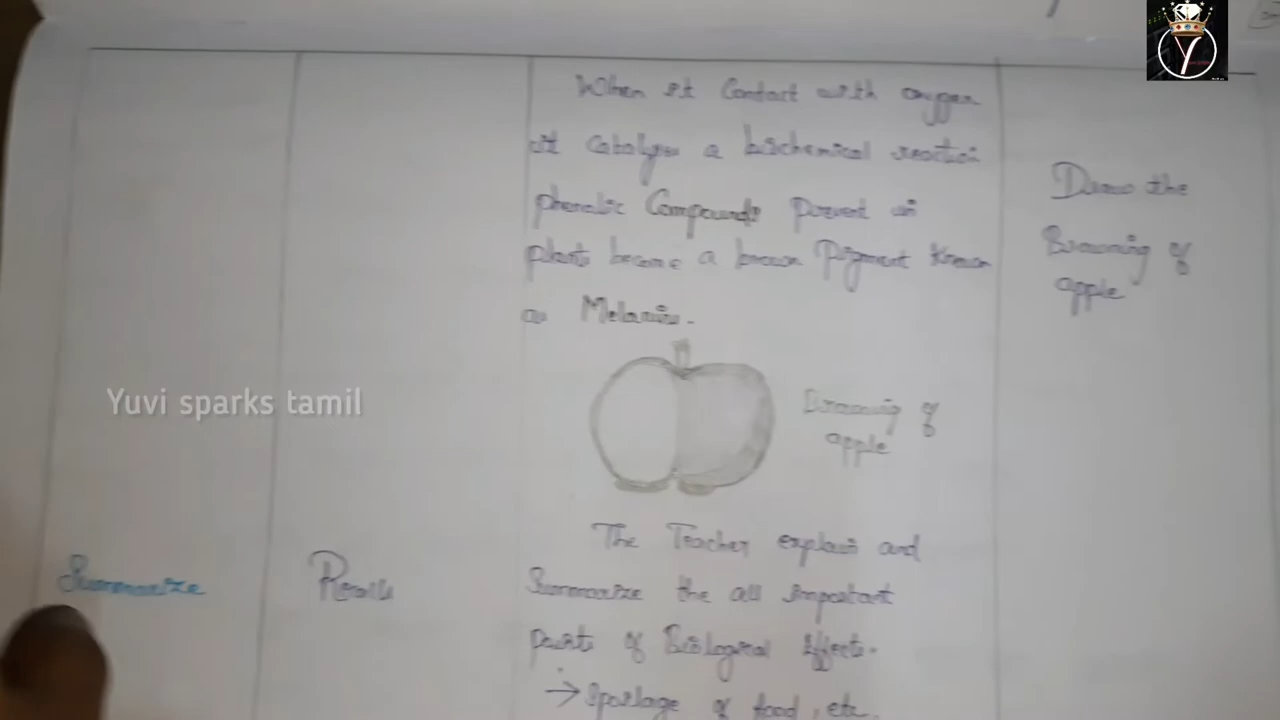 When it Contact with oxygen
it Catalyses a biochemical reaction
phenolic Compounds present in
plants become a brown Pigment known
as Melanins.
Draw the
Browning of
apple
Yuvi sparks tamil
Browning of
apple
The Teacher explain and
Summarize
Recall
Summarize the all important
parts of Biological Effects.
→ Spoilage of food, etc.